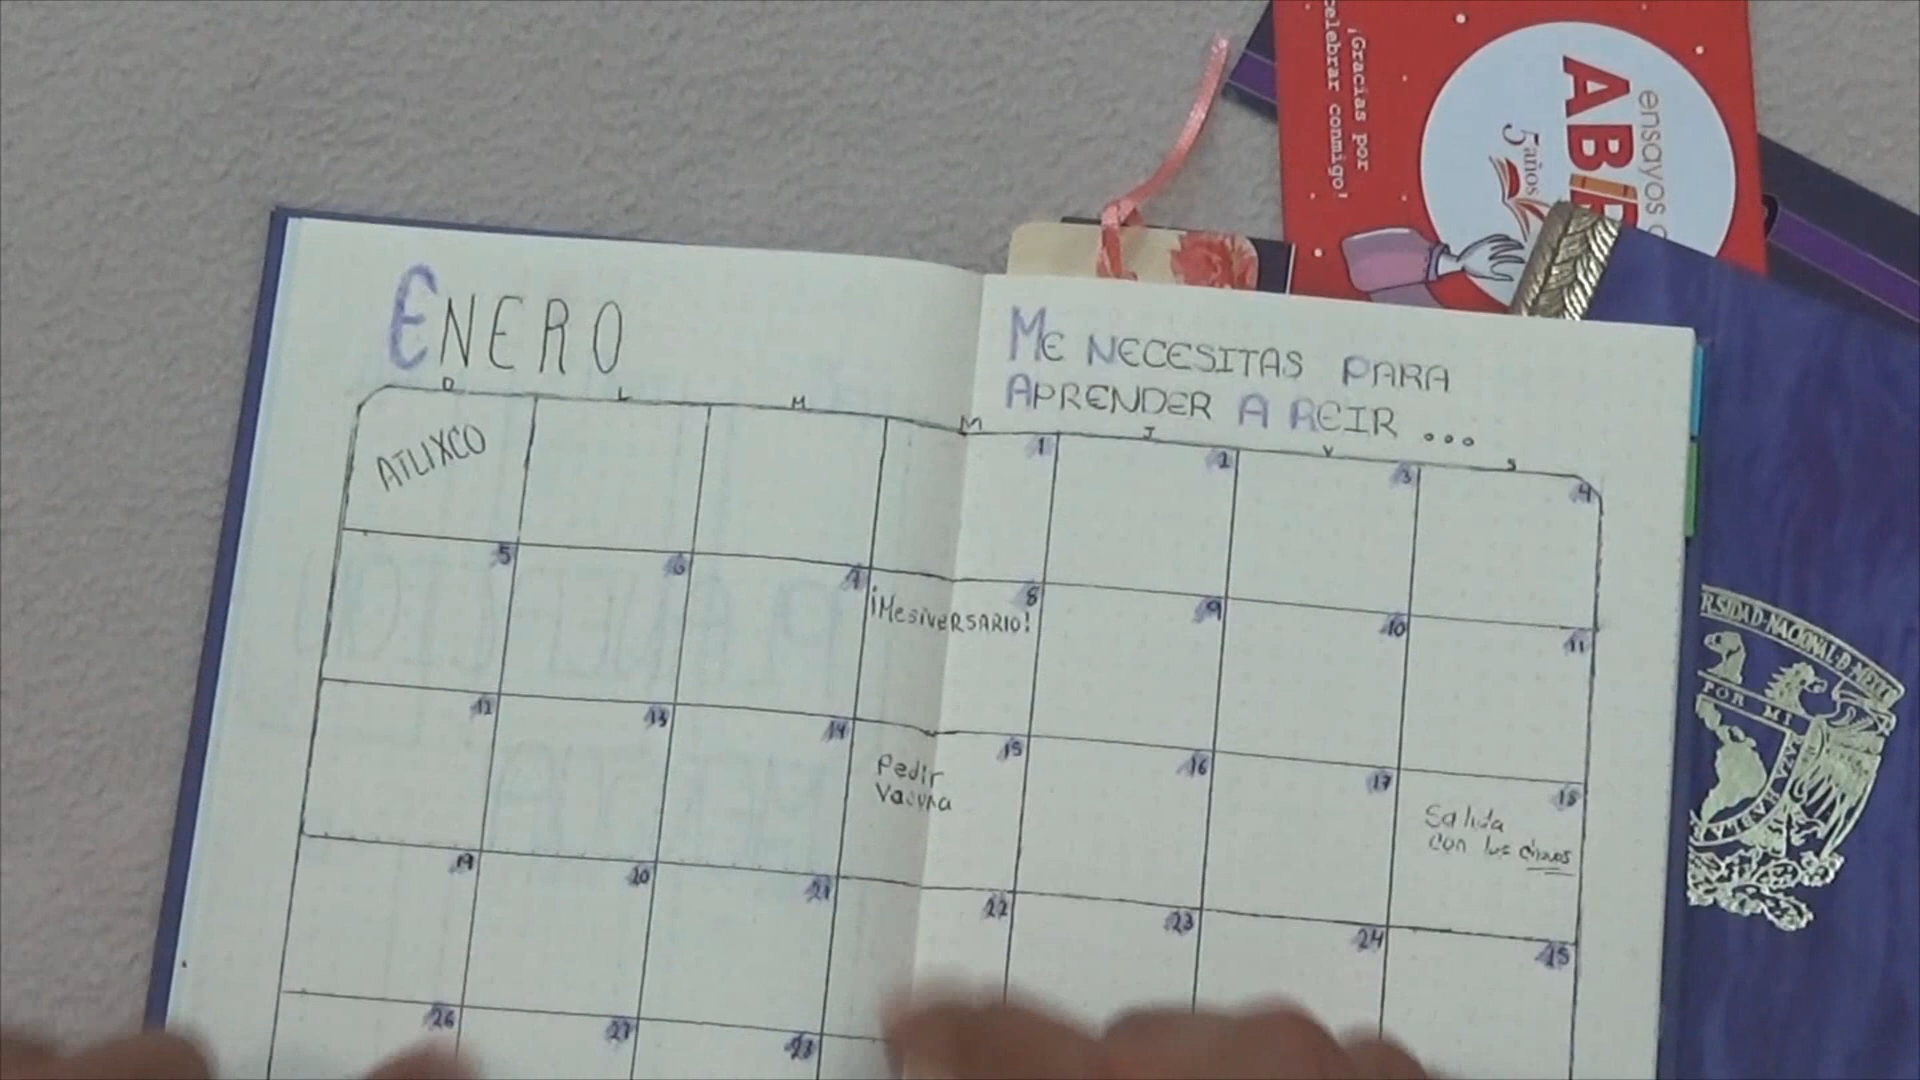 ENERO
ME NECESITAS PARA
APRENDER A REIR ...
D L M M J V S
1 2 3 4
ATLIXCO
5 6 7 8 9 10 11
¡MESIVERSARIO!
12 13 14 15 16 17 18
Pedir
Vacuna
Salida
con los chavos
19 20 21 22 23 24 25
26 27 28
¡Gracias por
celebrar conmigo!
ensayos
5 años
POR MI